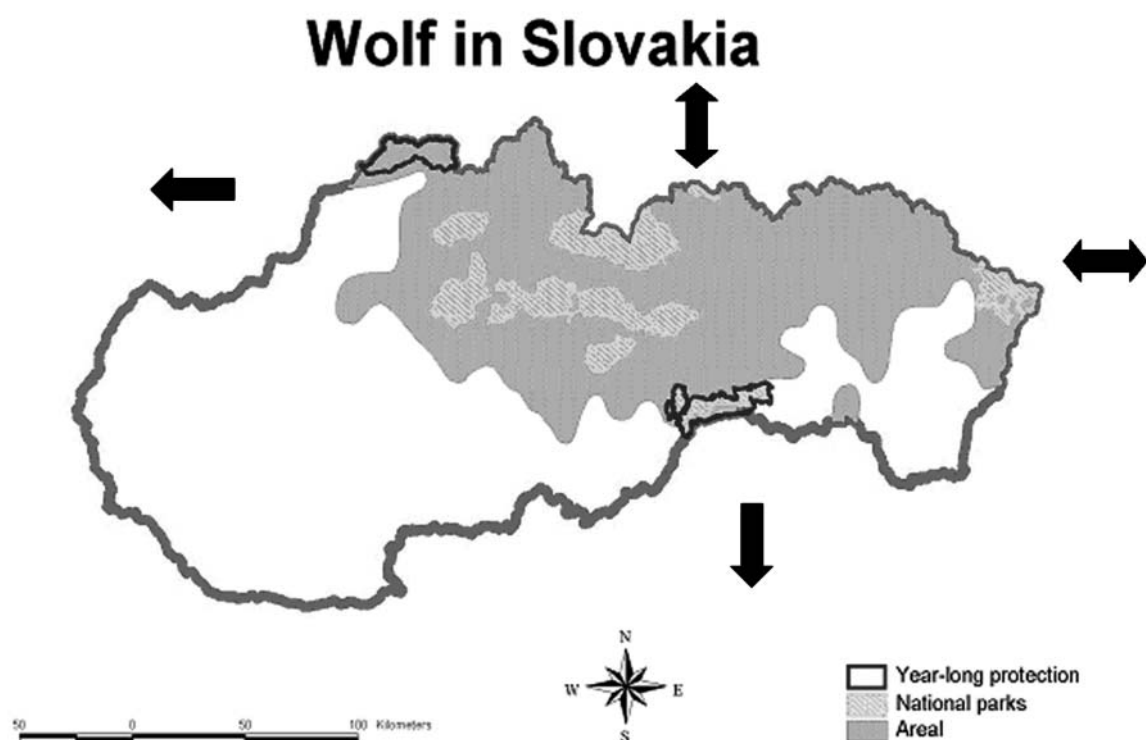 Wolf in Slovakia
N
W E
S
Year-long protection
National parks
Areal
50 0 50 100 Kilometers